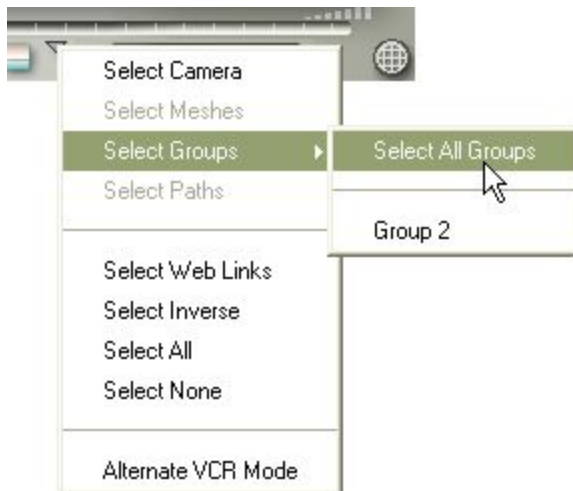 Select Camera
Select Meshes
Select Groups
Select All Groups
Select Paths
Group 2
Select Web Links
Select Inverse
Select All
Select None
Alternate VCR Mode